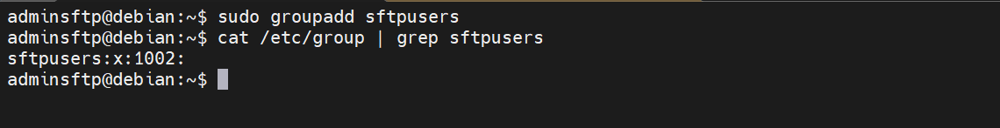 adminsftp@debian:~$ sudo groupadd sftpusers
adminsftp@debian:~$ cat /etc/group | grep sftpusers
sftpusers:x:1002:
adminsftp@debian:~$